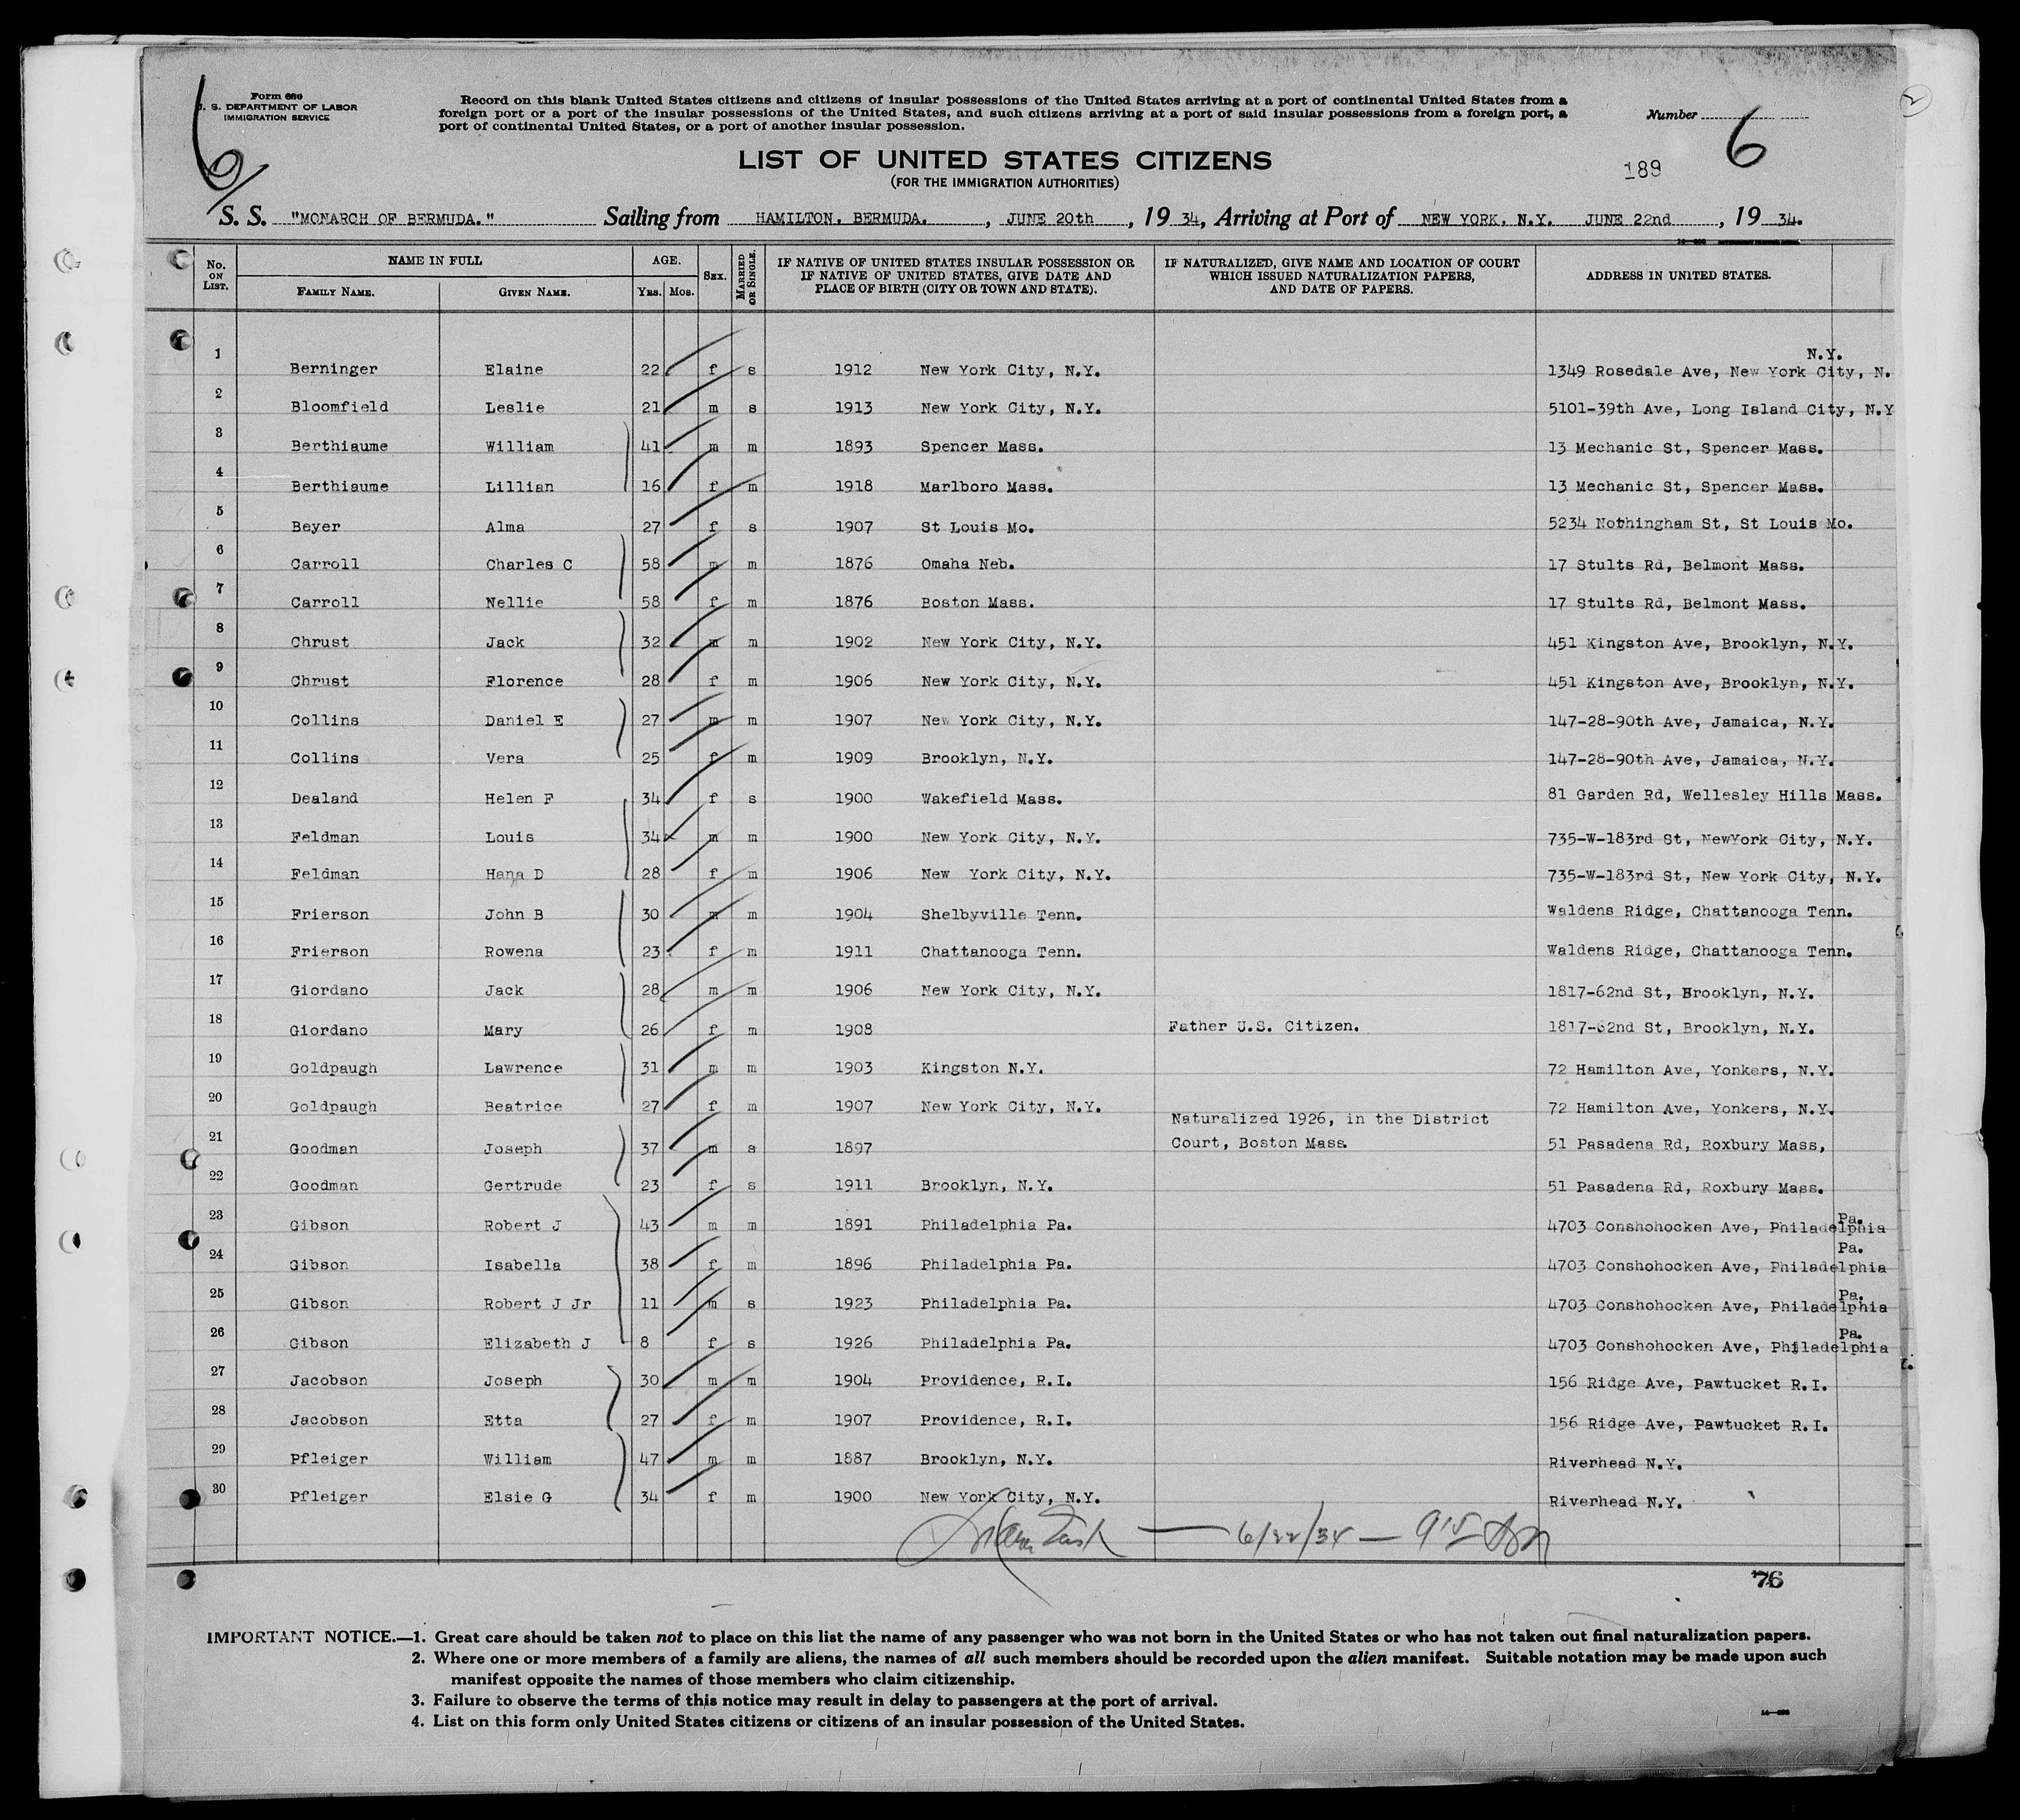 Form 630
U. S. DEPARTMENT OF LABOR
IMMIGRATION SERVICE
Record on this blank United States citizens and citizens of insular possessions of the United States arriving at a port of continental United States from a
foreign port or a port of the insular possessions of the United States, and such citizens arriving at a port of said insular possessions from a foreign port, a
port of continental United States, or a port of another insular possession.
Number 6
6
2
LIST OF UNITED STATES CITIZENS
(FOR THE IMMIGRATION AUTHORITIES)
189
S. S. "MONARCH OF BERMUDA." Sailing from HAMILTON, BERMUDA. , JUNE 20th , 19 34, Arriving at Port of NEW YORK, N.Y. JUNE 22nd , 19 34.
No. ON LIST. NAME IN FULL AGE. SEX. MARRIED OR SINGLE. IF NATIVE OF UNITED STATES INSULAR POSSESSION OR IF NATIVE OF UNITED STATES, GIVE DATE AND PLACE OF BIRTH (CITY OR TOWN AND STATE). IF NATURALIZED, GIVE NAME AND LOCATION OF COURT WHICH ISSUED NATURALIZATION PAPERS, AND DATE OF PAPERS. ADDRESS IN UNITED STATES.
FAMILY NAME. GIVEN NAME. YRS. MOS.
N.Y.
1 Berninger Elaine 22 f s 1912 New York City, N.Y. 1349 Rosedale Ave, New York City, N.
2 Bloomfield Leslie 21 m s 1913 New York City, N.Y. 5101-39th Ave, Long Island City, N.Y
3 Berthiaume William 41 m m 1893 Spencer Mass. 13 Mechanic St, Spencer Mass.
4 Berthiaume Lillian 16 f m 1918 Marlboro Mass. 13 Mechanic St, Spencer Mass.
5 Beyer Alma 27 f s 1907 St Louis Mo. 5234 Nothingham St, St Louis Mo.
6 Carroll Charles C 58 m m 1876 Omaha Neb. 17 Stults Rd, Belmont Mass.
7 Carroll Nellie 58 f m 1876 Boston Mass. 17 Stults Rd, Belmont Mass.
8 Chrust Jack 32 m m 1902 New York City, N.Y. 451 Kingston Ave, Brooklyn, N.Y.
9 Chrust Florence 28 f m 1906 New York City, N.Y. 451 Kingston Ave, Brooklyn, N.Y.
10 Collins Daniel E 27 m m 1907 New York City, N.Y. 147-28-90th Ave, Jamaica, N.Y.
11 Collins Vera 25 f m 1909 Brooklyn, N.Y. 147-28-90th Ave, Jamaica, N.Y.
12 Dealand Helen F 34 f s 1900 Wakefield Mass. 81 Garden Rd, Wellesley Hills Mass.
13 Feldman Louis 34 m m 1900 New York City, N.Y. 735-W-183rd St, NewYork City, N.Y.
14 Feldman Hana D 28 f m 1906 New York City, N.Y. 735-W-183rd St, New York City, N.Y.
15 Frierson John B 30 m m 1904 Shelbyville Tenn. Waldens Ridge, Chattanooga Tenn.
16 Frierson Rowena 23 f m 1911 Chattanooga Tenn. Waldens Ridge, Chattanooga Tenn.
17 Giordano Jack 28 m m 1906 New York City, N.Y. 1817-62nd St, Brooklyn, N.Y.
18 Giordano Mary 26 f m 1908 Father U.S. Citizen. 1817-62nd St, Brooklyn, N.Y.
19 Goldpaugh Lawrence 31 m m 1903 Kingston N.Y. 72 Hamilton Ave, Yonkers, N.Y.
20 Goldpaugh Beatrice 27 f m 1907 New York City, N.Y. 72 Hamilton Ave, Yonkers, N.Y.
Naturalized 1926, in the District
21 Goodman Joseph 37 m s 1897 Court, Boston Mass. 51 Pasadena Rd, Roxbury Mass,
22 Goodman Gertrude 23 f s 1911 Brooklyn, N.Y. 51 Pasadena Rd, Roxbury Mass.
23 Gibson Robert J 43 m m 1891 Philadelphia Pa. 4703 Conshohocken Ave, Philadelphia Pa.
24 Gibson Isabella 38 f m 1896 Philadelphia Pa. 4703 Conshohocken Ave, Philadelphia Pa.
25 Gibson Robert J Jr 11 m s 1923 Philadelphia Pa. 4703 Conshohocken Ave, Philadelphia Pa.
26 Gibson Elizabeth J 8 f s 1926 Philadelphia Pa. 4703 Conshohocken Ave, Philadelphia Pa.
27 Jacobson Joseph 30 m m 1904 Providence, R.I. 156 Ridge Ave, Pawtucket R.I.
28 Jacobson Etta 27 f m 1907 Providence, R.I. 156 Ridge Ave, Pawtucket R.I.
29 Pfleiger William 47 m m 1887 Brooklyn, N.Y. Riverhead N.Y.
30 Pfleiger Elsie G 34 f m 1900 New York City, N.Y. Riverhead N.Y.
— 6/22/34 —
76
IMPORTANT NOTICE.—1. Great care should be taken not to place on this list the name of any passenger who was not born in the United States or who has not taken out final naturalization papers.
2. Where one or more members of a family are aliens, the names of all such members should be recorded upon the alien manifest. Suitable notation may be made upon such
manifest opposite the names of those members who claim citizenship.
3. Failure to observe the terms of this notice may result in delay to passengers at the port of arrival.
4. List on this form only United States citizens or citizens of an insular possession of the United States.